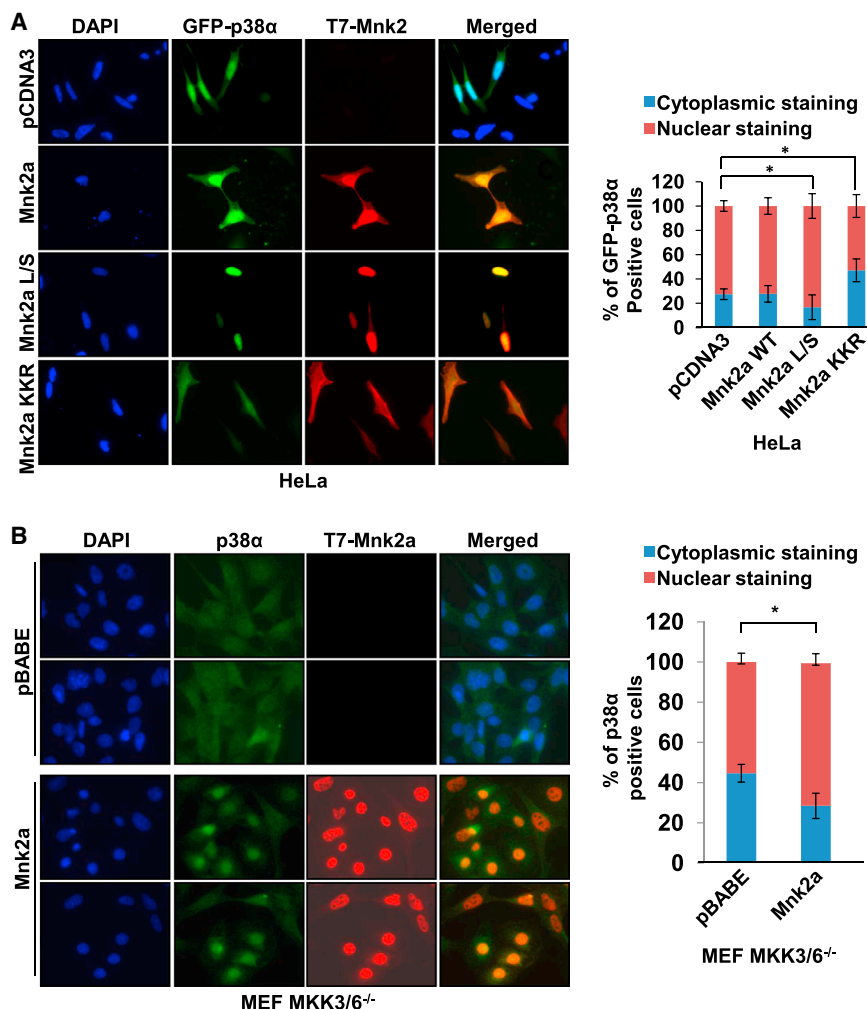 A
DAPI GFP-p38α T7-Mnk2 Merged
pCDNA3
Mnk2a
Mnk2a L/S
Mnk2a KKR
HeLa
Cytoplasmic staining
Nuclear staining
*
*
% of GFP-p38α
Positive cells
120
100
80
60
40
20
0
pCDNA3
Mnk2a WT
Mnk2a L/S
Mnk2a KKR
HeLa
B
DAPI p38α T7-Mnk2a Merged
pBABE
Mnk2a
MEF MKK3/6-/-
Cytoplasmic staining
Nuclear staining
*
% of p38α
positive cells
120
100
80
60
40
20
0
pBABE
Mnk2a
MEF MKK3/6-/-